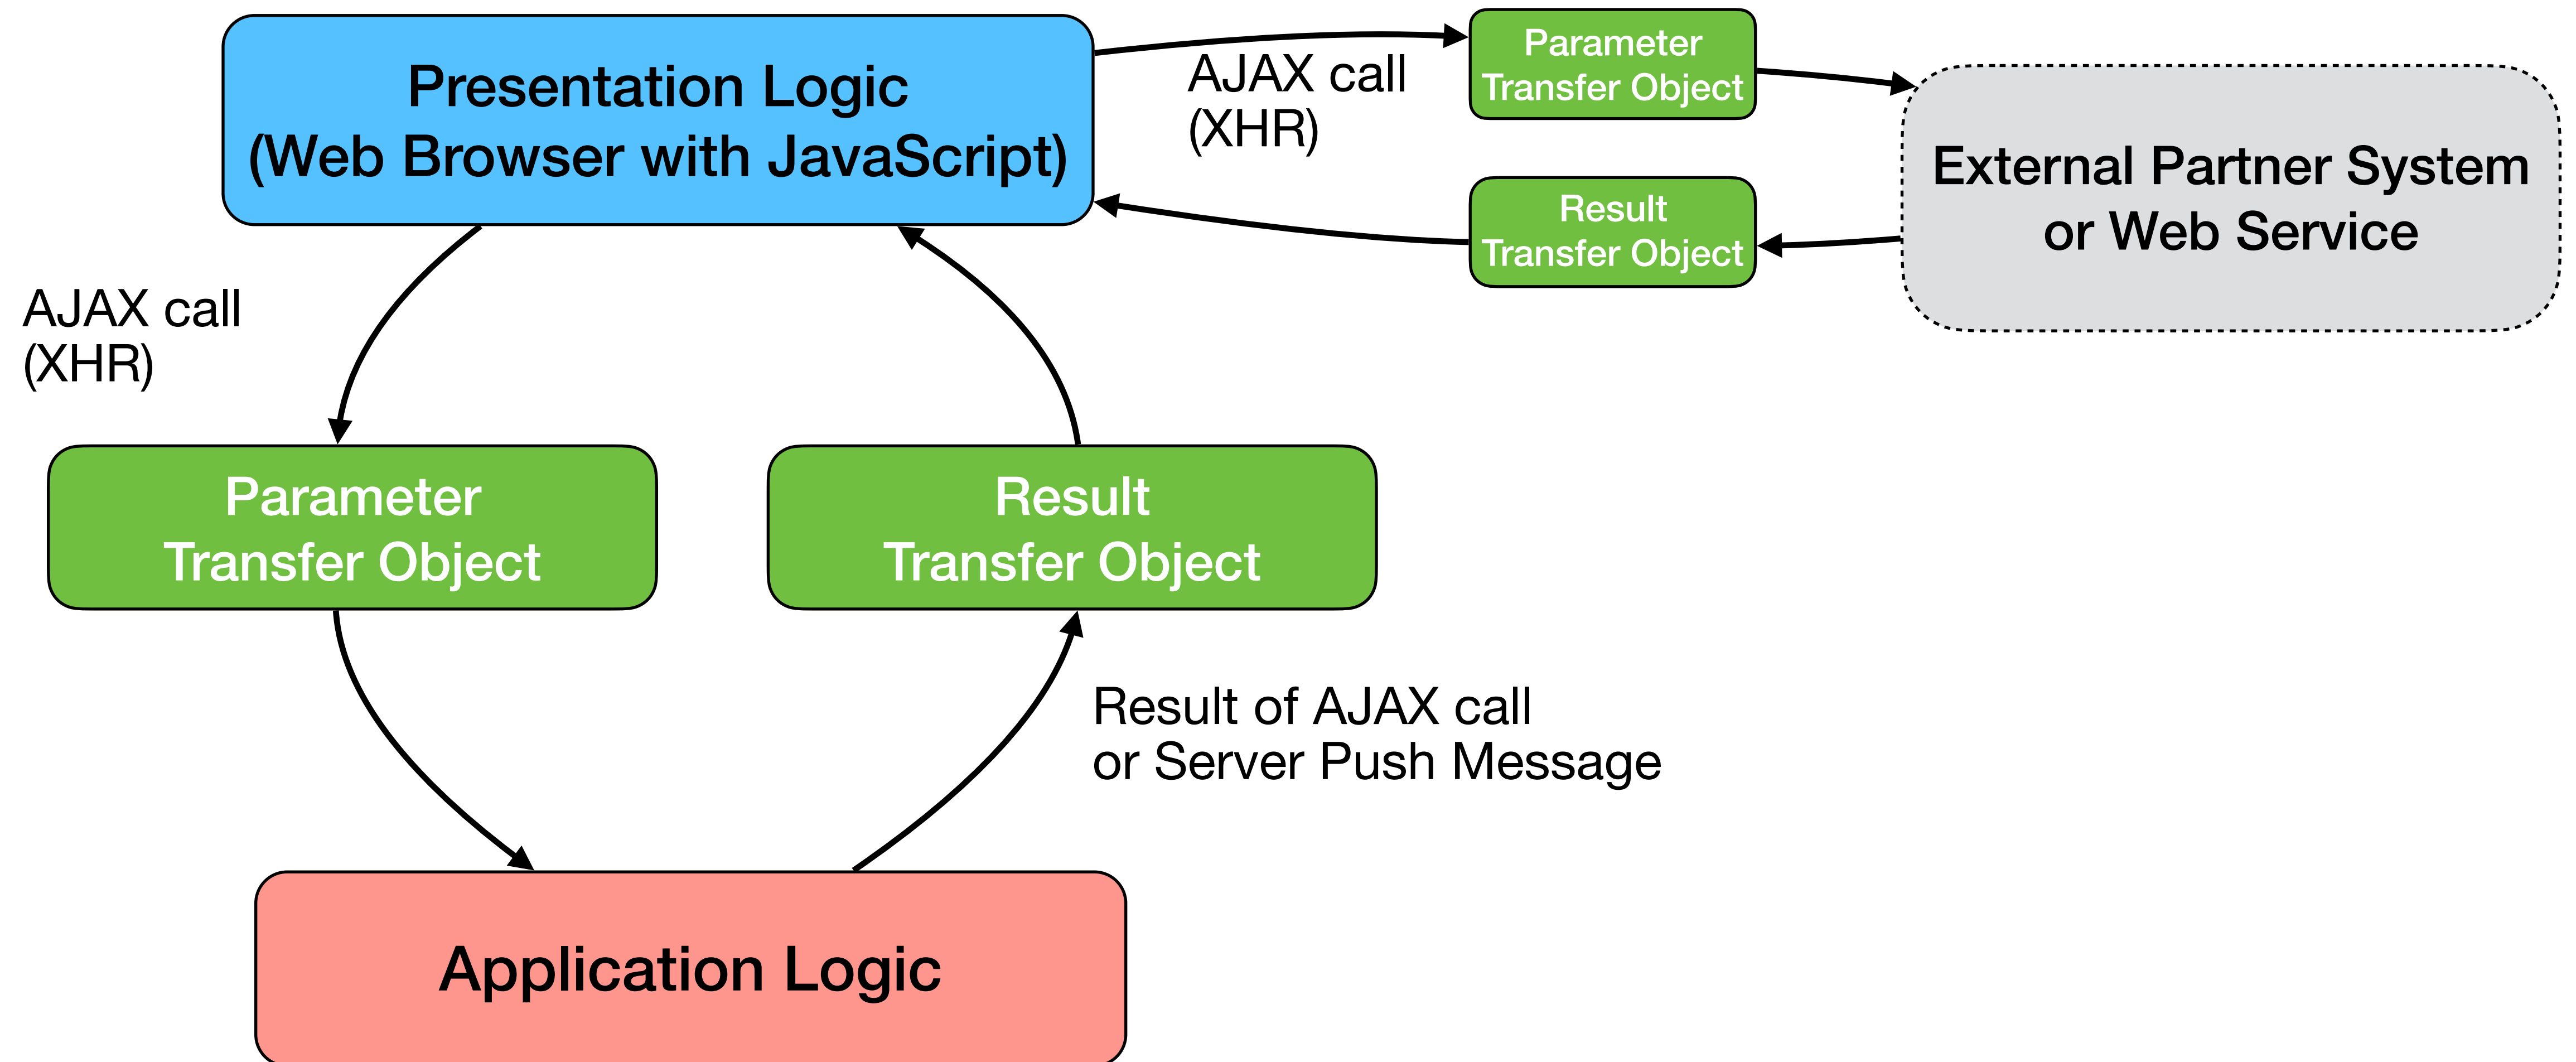 Presentation Logic
(Web Browser with JavaScript)
AJAX call
(XHR)
Parameter
Transfer Object
Result
Transfer Object
External Partner System
or Web Service
AJAX call
(XHR)
Parameter
Transfer Object
Result
Transfer Object
Result of AJAX call
or Server Push Message
Application Logic